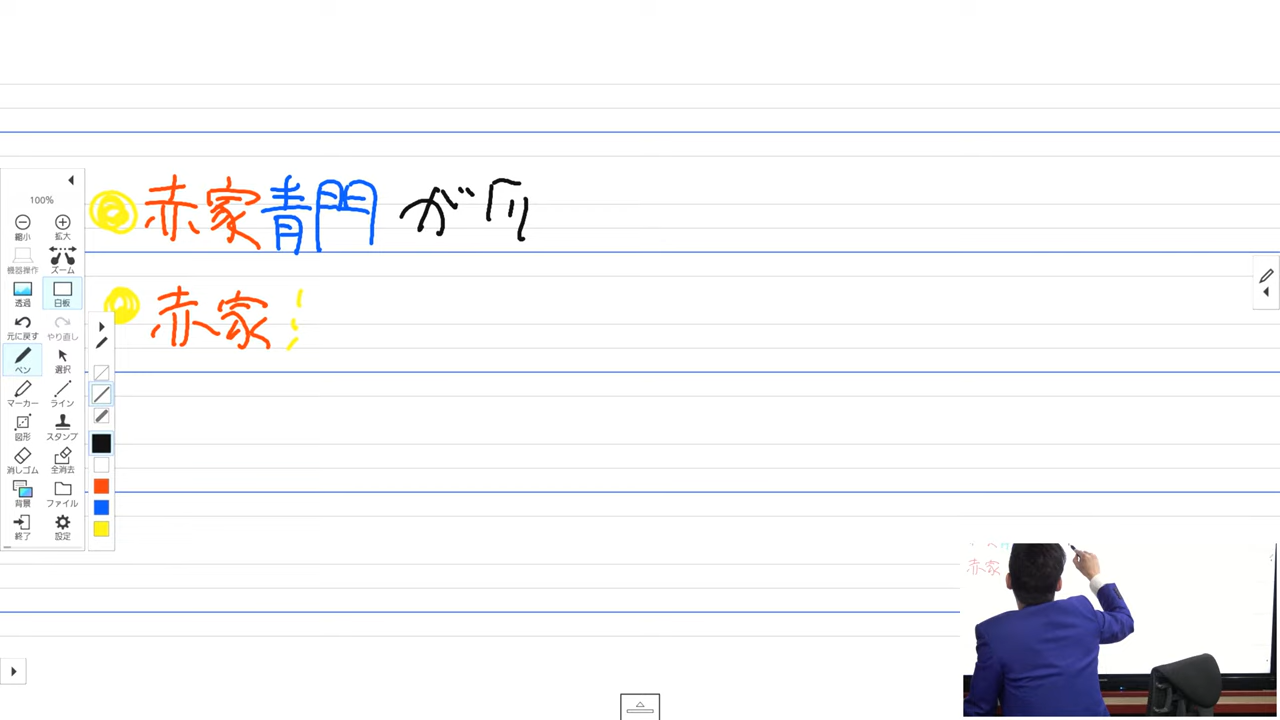 100%
縮小 拡大
機器操作 ズーム
透過 白板
元に戻す やり直し
ペン 選択
マーカー ライン
図形 スタンプ
消しゴム 全消去
背景 ファイル
終了 設定
赤家青門が
赤家
赤家